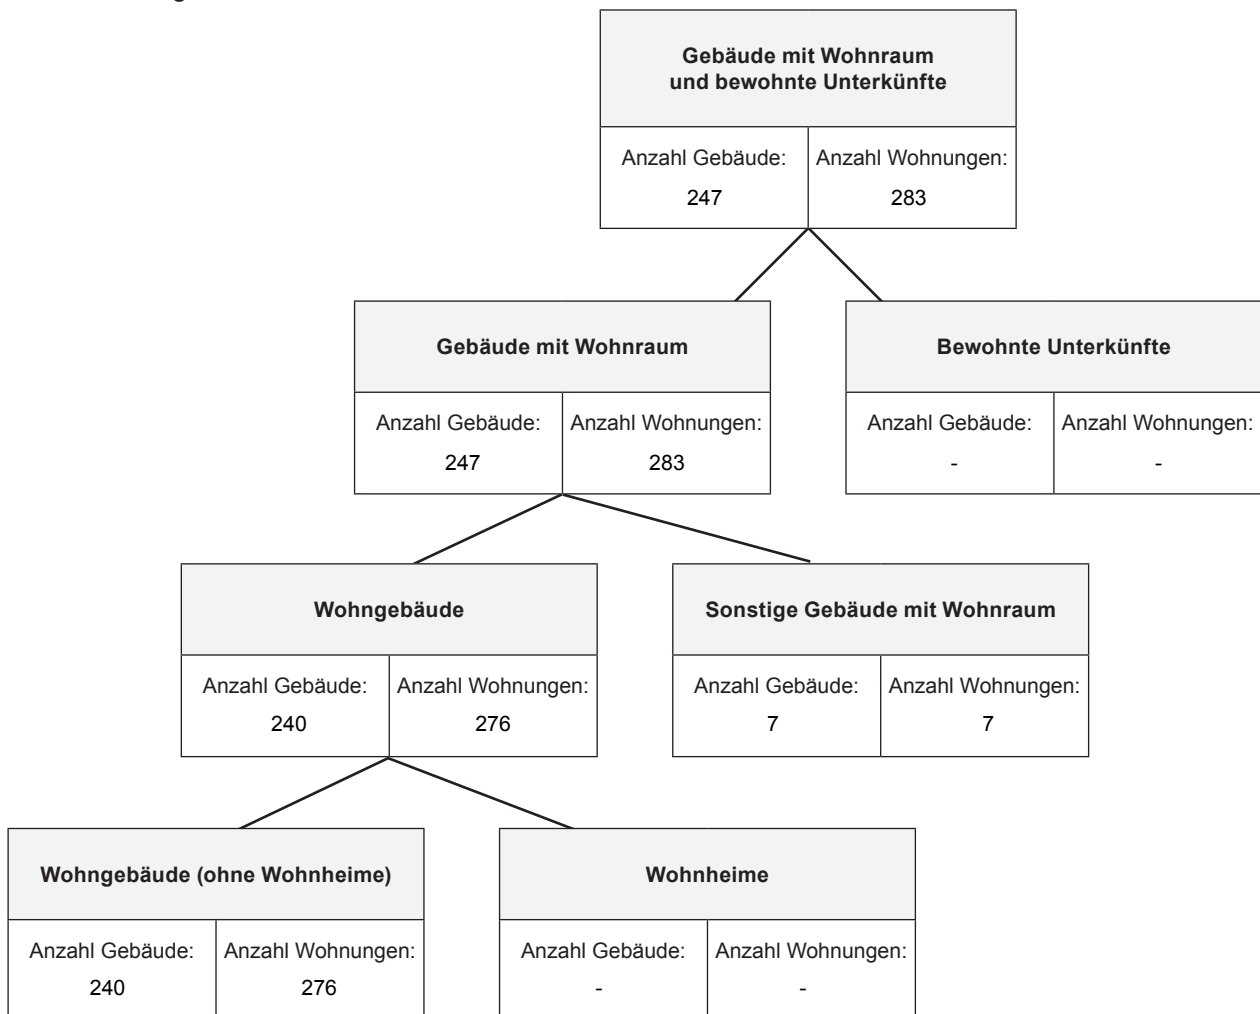 Gebäude mit Wohnraum
und bewohnte Unterkünfte
Anzahl Gebäude: Anzahl Wohnungen:
247 283
Gebäude mit Wohnraum Bewohnte Unterkünfte
Anzahl Gebäude: Anzahl Wohnungen: Anzahl Gebäude: Anzahl Wohnungen:
247 283 - -
Wohngebäude Sonstige Gebäude mit Wohnraum
Anzahl Gebäude: Anzahl Wohnungen: Anzahl Gebäude: Anzahl Wohnungen:
240 276 7 7
Wohngebäude (ohne Wohnheime) Wohnheime
Anzahl Gebäude: Anzahl Wohnungen: Anzahl Gebäude: Anzahl Wohnungen:
240 276 - -